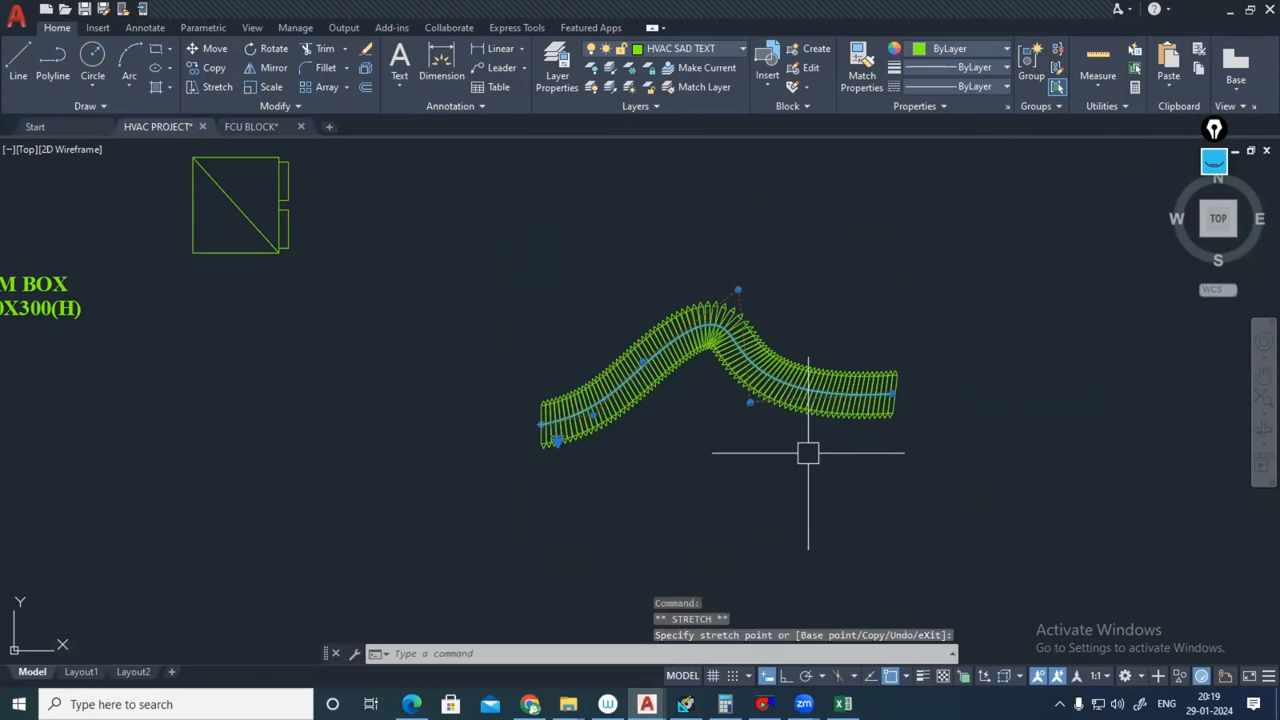 Home Insert Annotate Parametric View Manage Output Add-ins Collaborate Express Tools Featured Apps
Line Polyline Circle Arc
Move Rotate Trim
Copy Mirror Fillet
Stretch Scale Array
Text Dimension
Linear
Leader
Table
Layer Properties
HVAC SAD TEXT
Make Current
Match Layer
Insert
Create
Edit
Match Properties
ByLayer
ByLayer
ByLayer
Group
Measure
Paste
Base
Draw Modify Annotation Layers Block Properties Groups Utilities Clipboard View
Start HVAC PROJECT* FCU BLOCK*
[−][Top][2D Wireframe]
N
W TOP E
S
WCS
M BOX
0X300(H)
Y
X
Command:
** STRETCH **
Specify stretch point or [Base point/Copy/Undo/eXit]:
Type a command
Activate Windows
Go to Settings to activate Windows.
Model Layout1 Layout2
MODEL 1:1
Type here to search
W
A
zm
ENG
20:19
29-01-2024